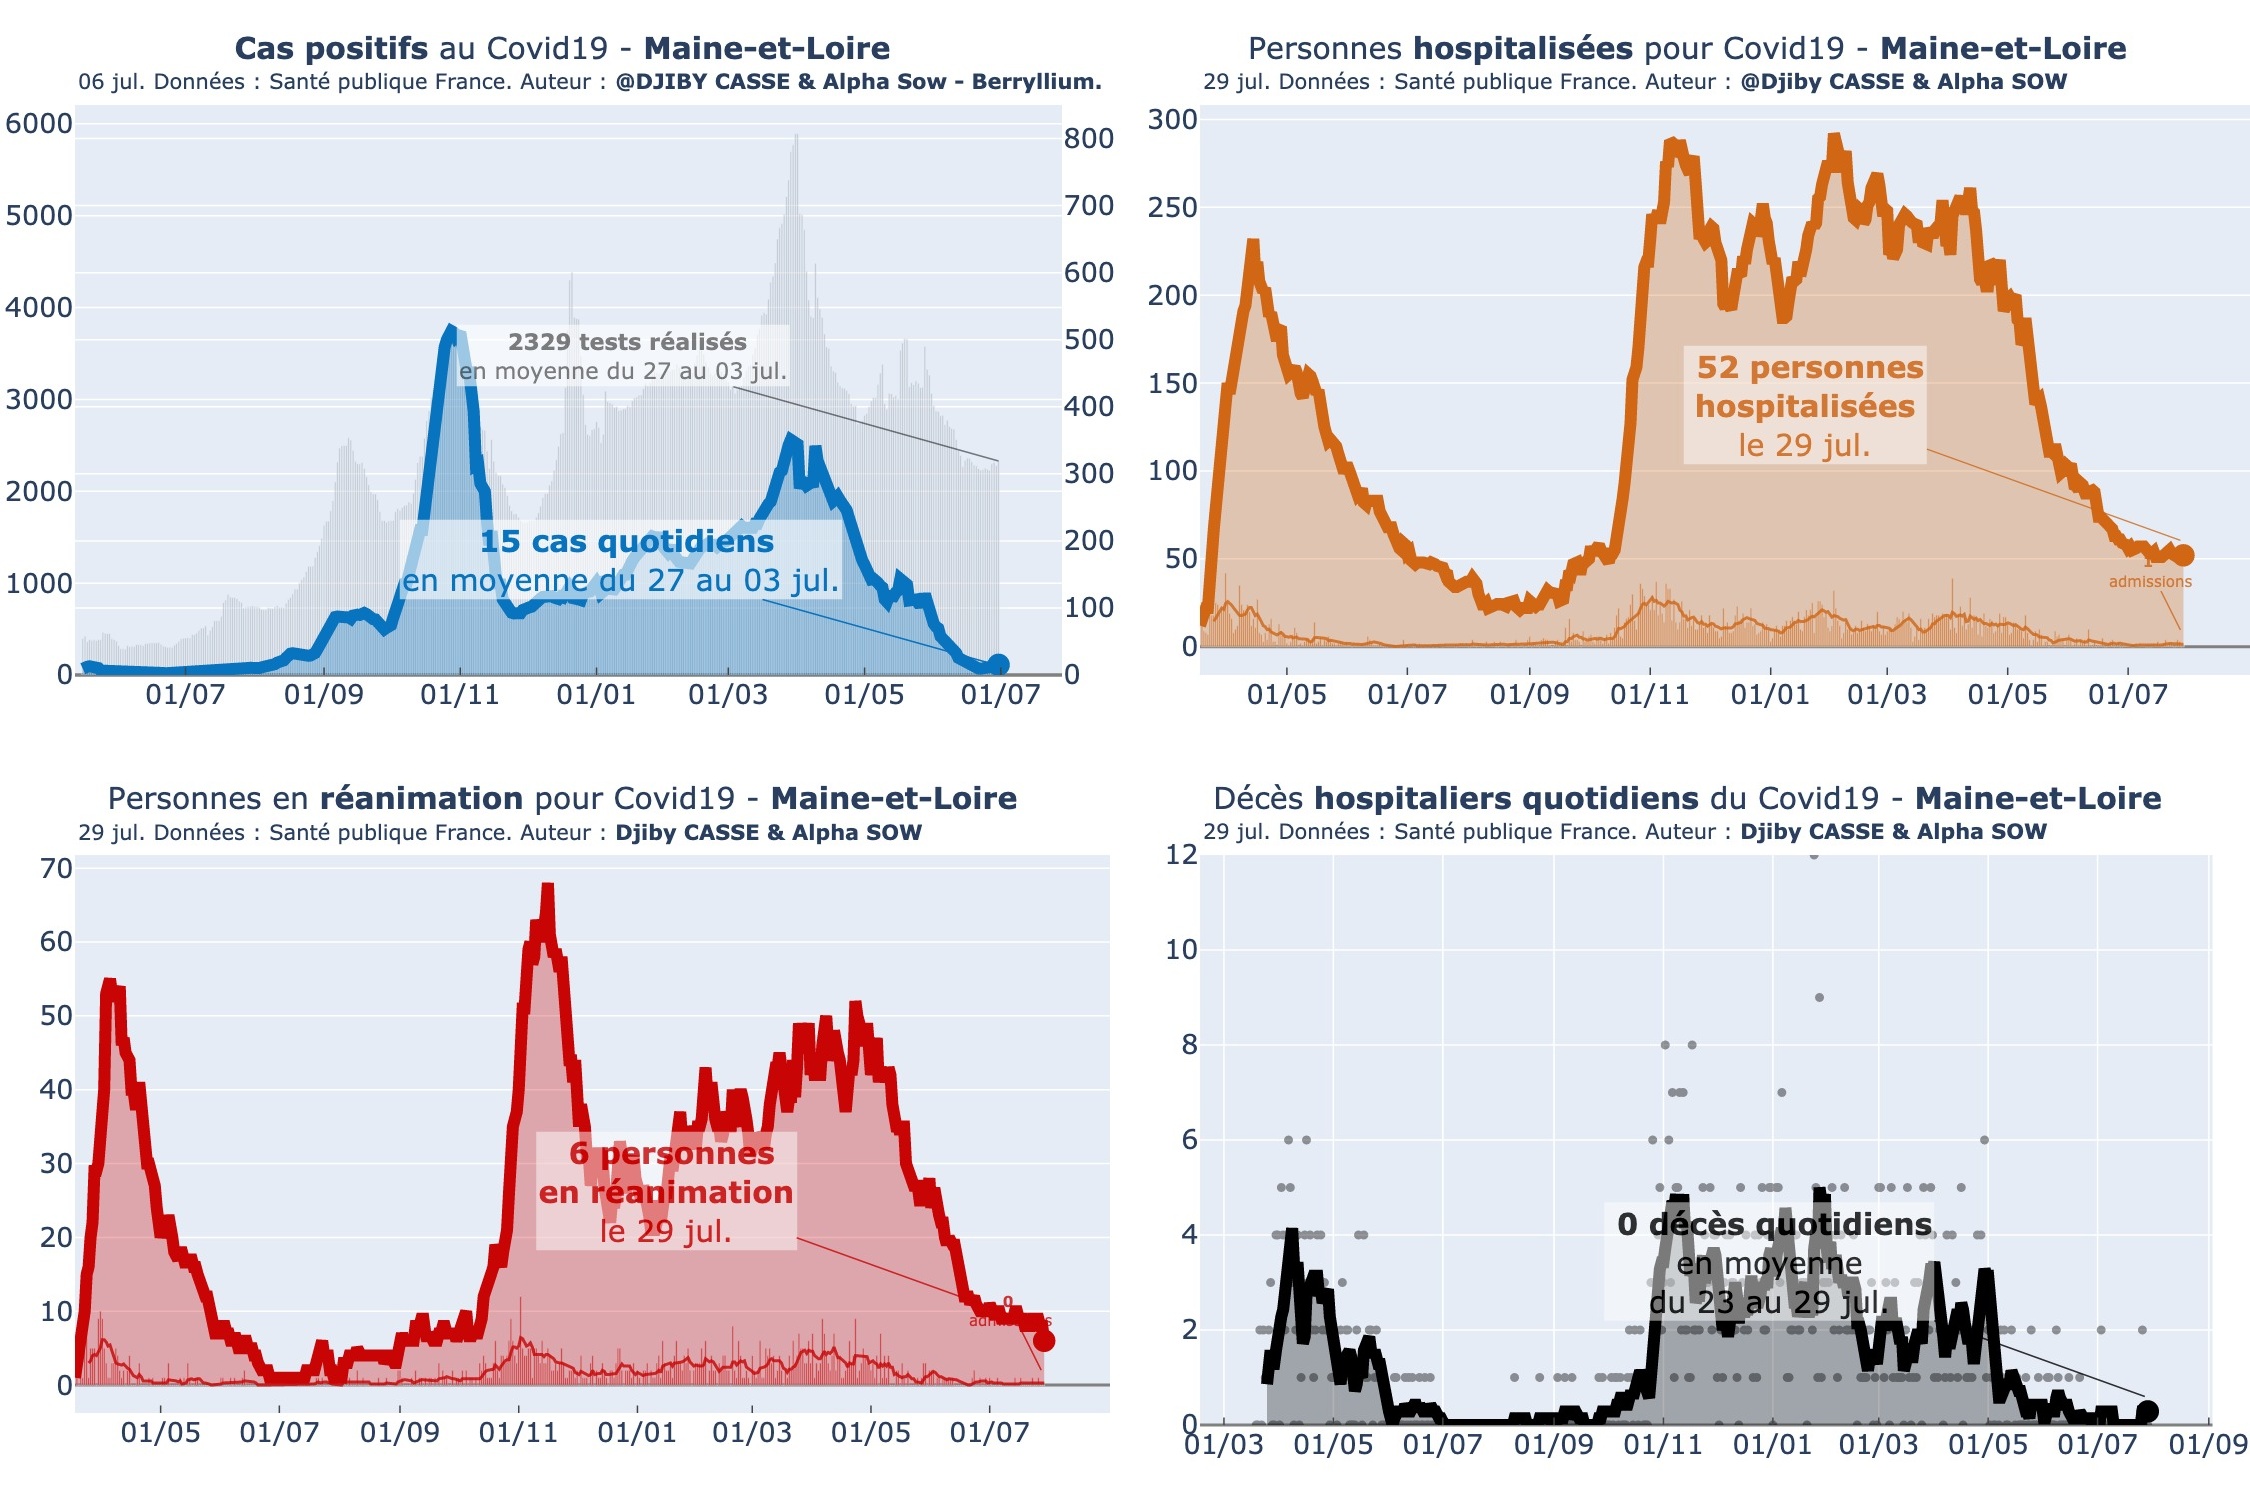 Cas positifs au Covid19 - Maine-et-Loire
06 jul. Données : Santé publique France. Auteur : @DJIBY CASSE & Alpha Sow - Berryllium.
6000
5000
4000
3000
2000
1000
0
800
700
600
500
400
300
200
100
0
2329 tests réalisés
en moyenne du 27 au 03 jul.
15 cas quotidiens
en moyenne du 27 au 03 jul.
01/07 01/09 01/11 01/01 01/03 01/05 01/07
Personnes hospitalisées pour Covid19 - Maine-et-Loire
29 jul. Données : Santé publique France. Auteur : @Djiby CASSE & Alpha SOW
300
250
200
150
100
50
0
52 personnes
hospitalisées
le 29 jul.
1
admissions
01/05 01/07 01/09 01/11 01/01 01/03 01/05 01/07
Personnes en réanimation pour Covid19 - Maine-et-Loire
29 jul. Données : Santé publique France. Auteur : Djiby CASSE & Alpha SOW
70
60
50
40
30
20
10
0
6 personnes
en réanimation
le 29 jul.
0
admissions
01/05 01/07 01/09 01/11 01/01 01/03 01/05 01/07
Décès hospitaliers quotidiens du Covid19 - Maine-et-Loire
29 jul. Données : Santé publique France. Auteur : Djiby CASSE & Alpha SOW
12
10
8
6
4
2
0
0 décès quotidiens
en moyenne
du 23 au 29 jul.
01/03 01/05 01/07 01/09 01/11 01/01 01/03 01/05 01/07 01/09